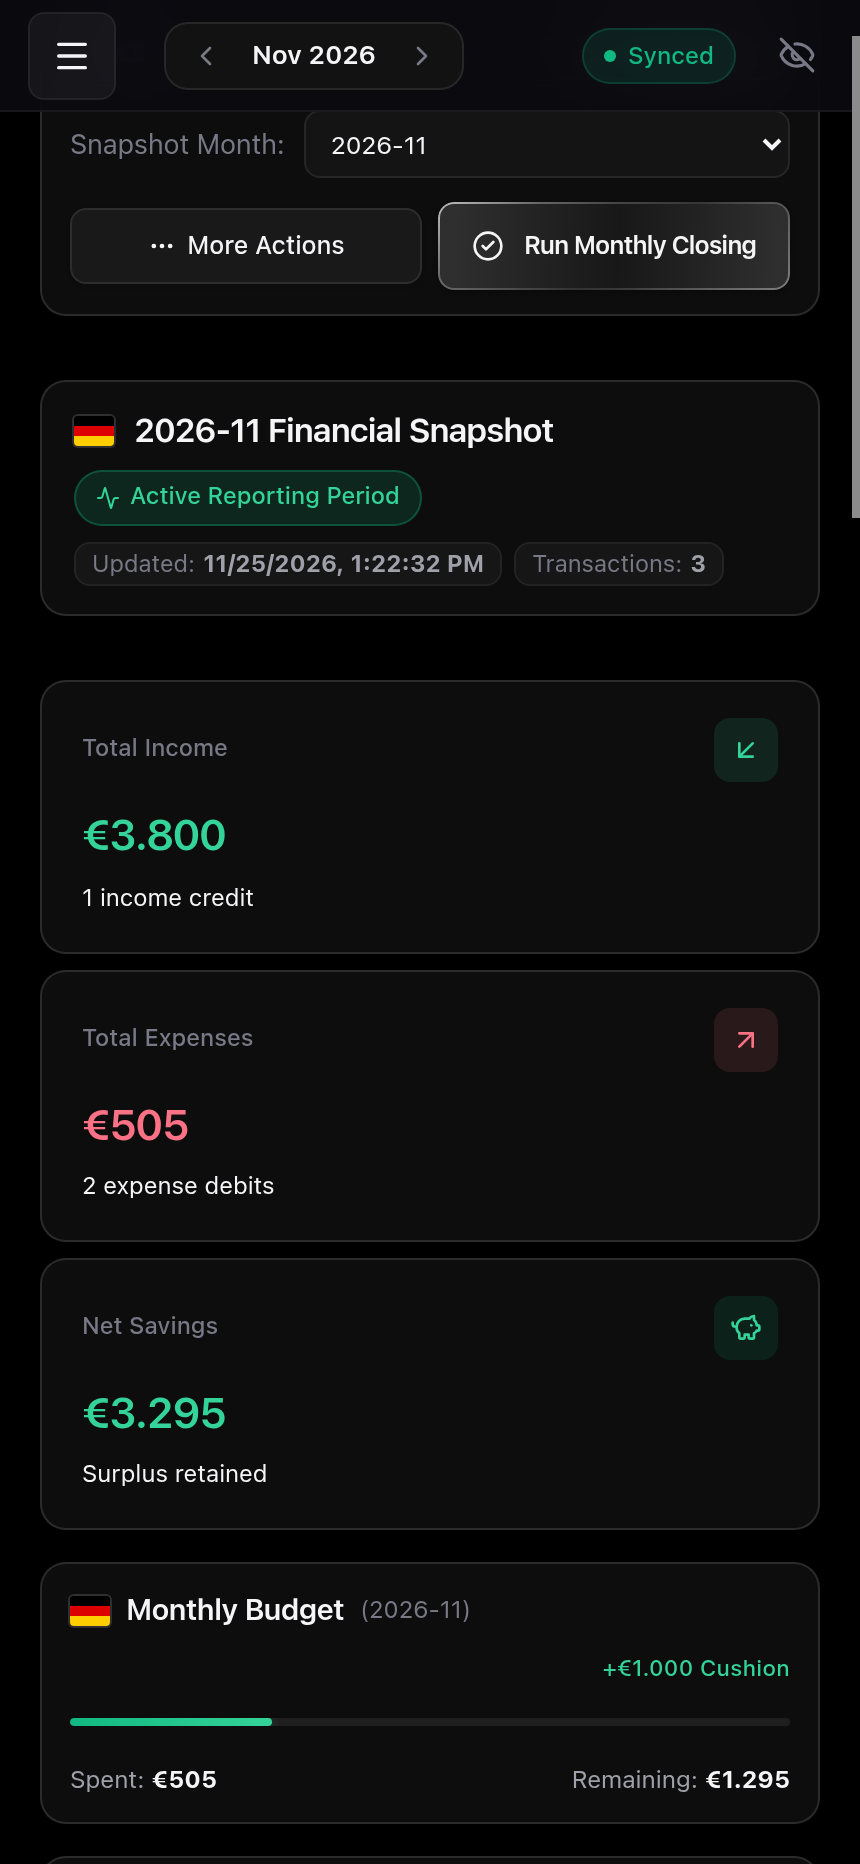 Nov 2026
Synced
Snapshot Month: 2026-11
More Actions
Run Monthly Closing
2026-11 Financial Snapshot
Active Reporting Period
Updated: 11/25/2026, 1:22:32 PM
Transactions: 3
Total Income
€3.800
1 income credit
Total Expenses
€505
2 expense debits
Net Savings
€3.295
Surplus retained
Monthly Budget (2026-11)
+€1.000 Cushion
Spent: €505
Remaining: €1.295